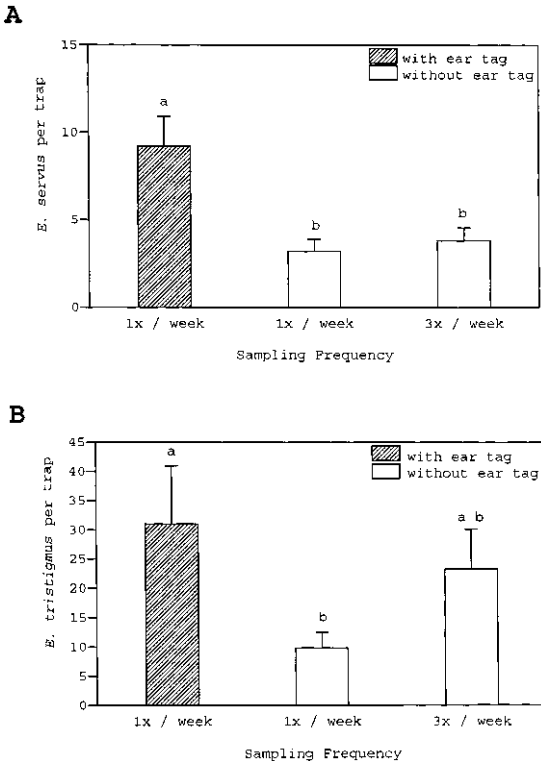 A
15
with ear tag
without ear tag
a
10
E. servus per trap
5
b
b
0
1x / week
1x / week
3x / week
Sampling Frequency
B
45
with ear tag
a
40
without ear tag
35
a b
30
E. tristigmus per trap
25
20
15
b
10
5
0
1x / week
1x / week
3x / week
Sampling Frequency